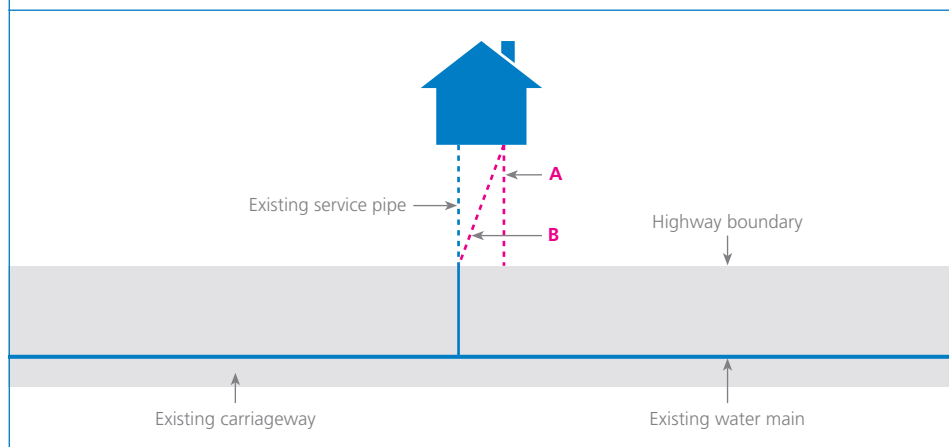 A
Existing service pipe
B
Highway boundary
Existing carriageway
Existing water main